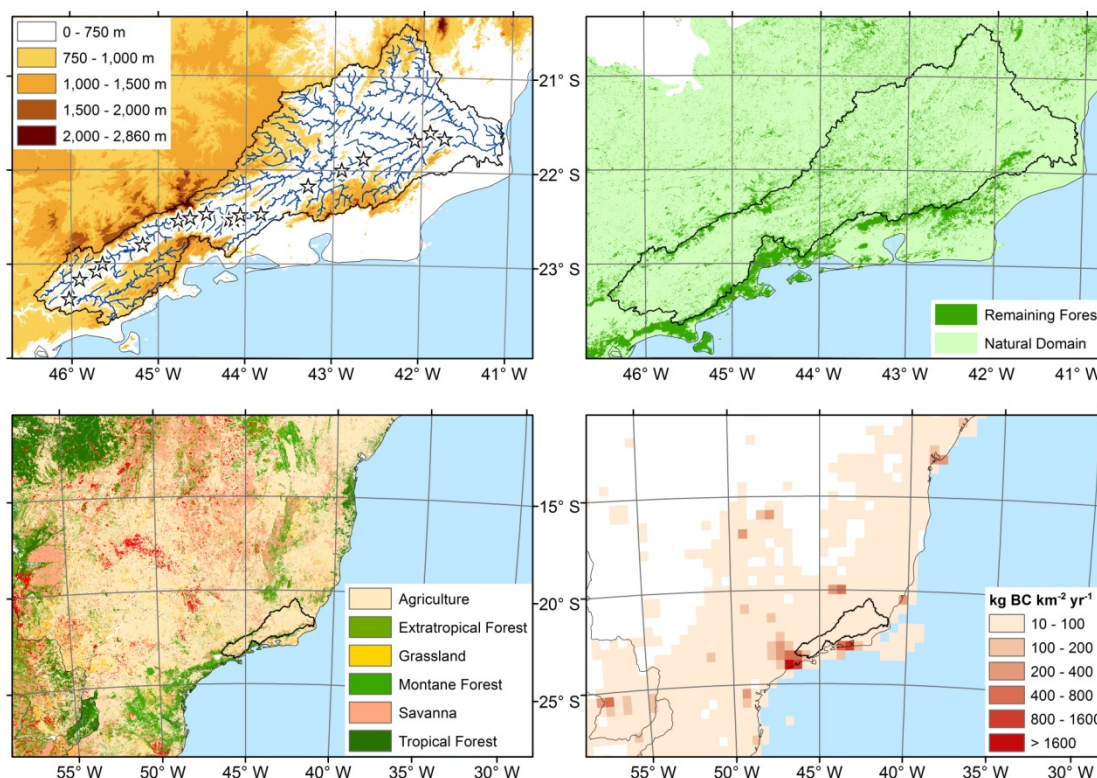 0 - 750 m
750 - 1,000 m
1,000 - 1,500 m
1,500 - 2,000 m
2,000 - 2.860 m
21° S
22° S
23° S
46° W 45° W 44° W 43° W 42° W 41° W
Remaining Forest
Natural Domain
46° W 45° W 44° W 43° W 42° W 41° W
Agriculture
Extratropical Forest
Grassland
Montane Forest
Savanna
Tropical Forest
15° S
20° S
25° S
55° W 50° W 45° W 40° W 35° W 30° W
kg BC km⁻² yr⁻¹
10 - 100
100 - 200
200 - 400
400 - 800
800 - 1600
> 1600
55° W 50° W 45° W 40° W 35° W 30° W